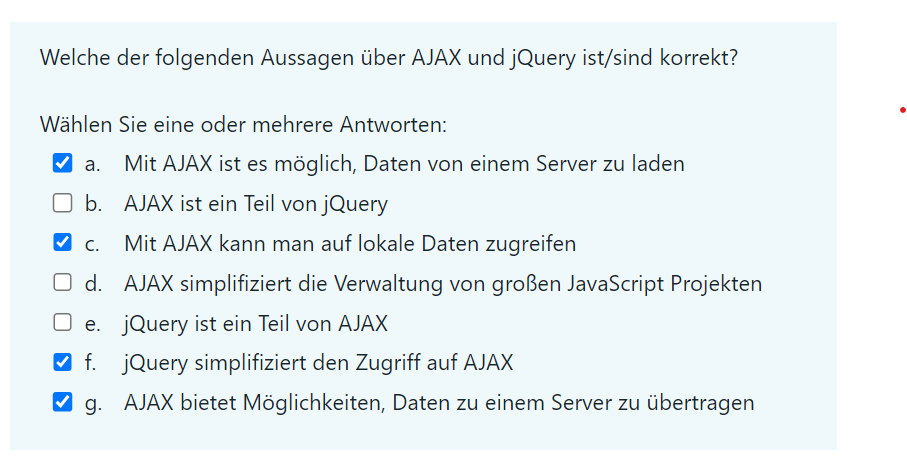 Welche der folgenden Aussagen über AJAX und jQuery ist/sind korrekt?
Wählen Sie eine oder mehrere Antworten:
a. Mit AJAX ist es möglich, Daten von einem Server zu laden
b. AJAX ist ein Teil von jQuery
c. Mit AJAX kann man auf lokale Daten zugreifen
d. AJAX simplifiziert die Verwaltung von großen JavaScript Projekten
e. jQuery ist ein Teil von AJAX
f. jQuery simplifiziert den Zugriff auf AJAX
g. AJAX bietet Möglichkeiten, Daten zu einem Server zu übertragen